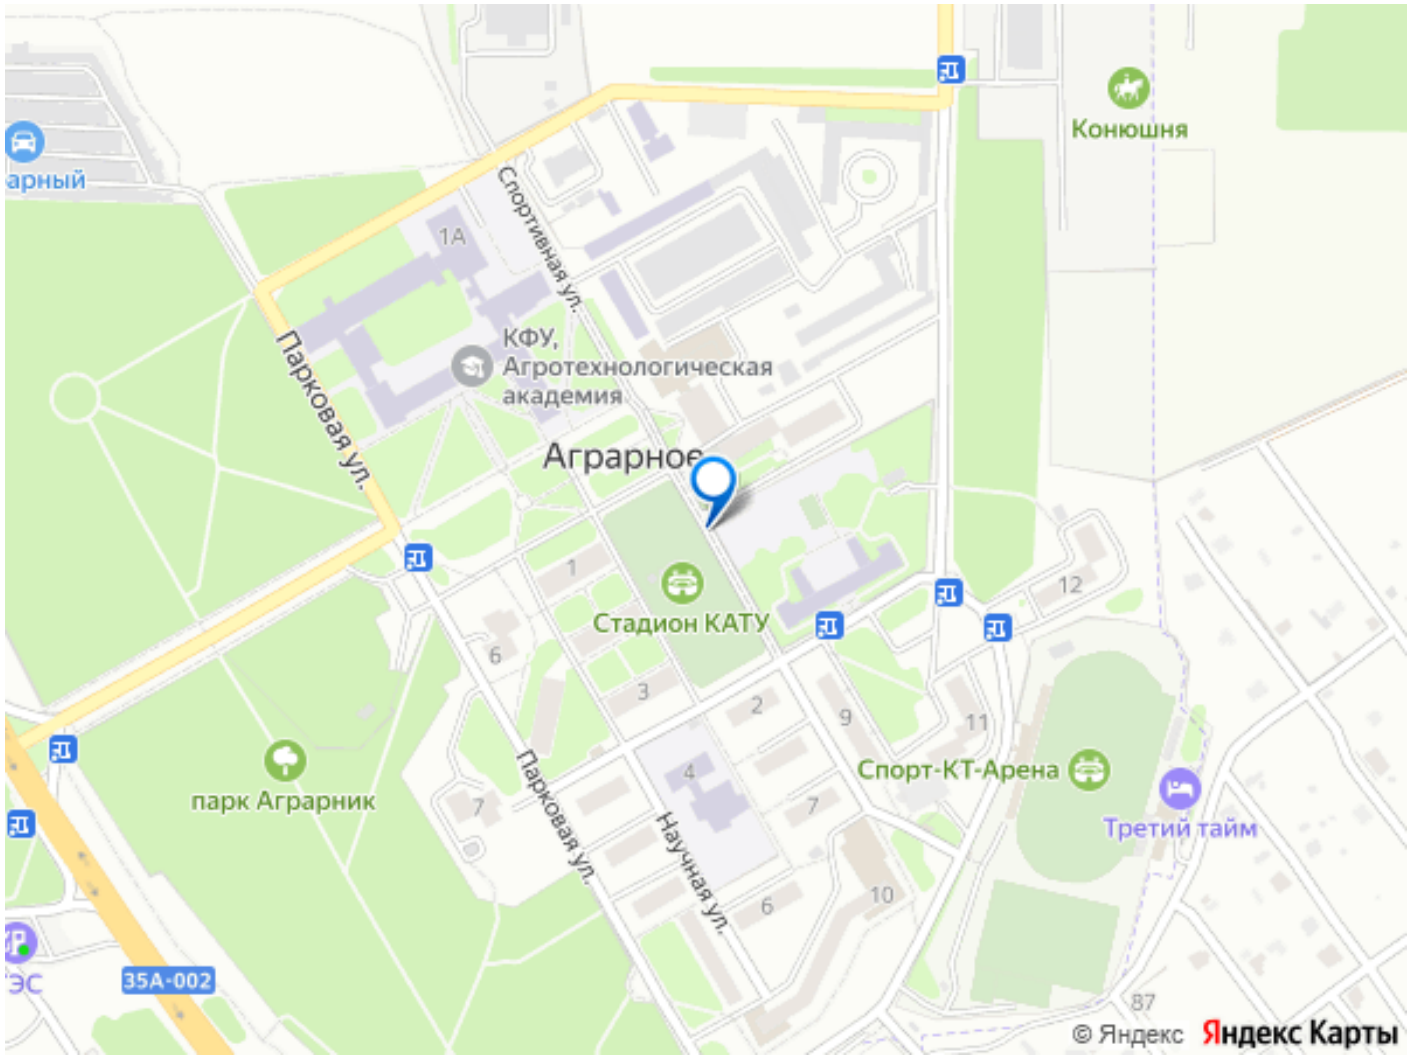 Конюшня
арный
Спортивная ул.
1А
КФУ,
Агротехнологическая
академия
Парковая ул.
Аграрное
1
12
Стадион КАТУ
6
3
2
9
11
4
Спорт-КТ-Арена
парк Аграрник
7
Парковая ул.
7
Третий тайм
Научная ул.
10
6
ЭС
35А-002
87
© Яндекс Яндекс Карты